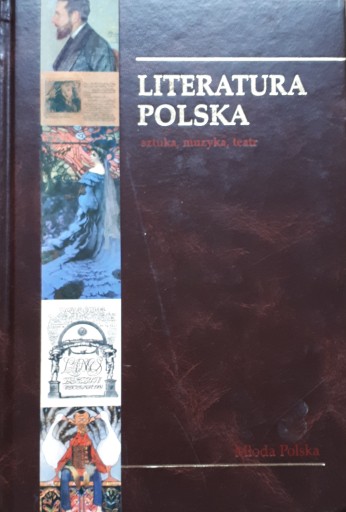 LITERATURA
POLSKA
sztuka, muzyka, teatr
Młoda Polska